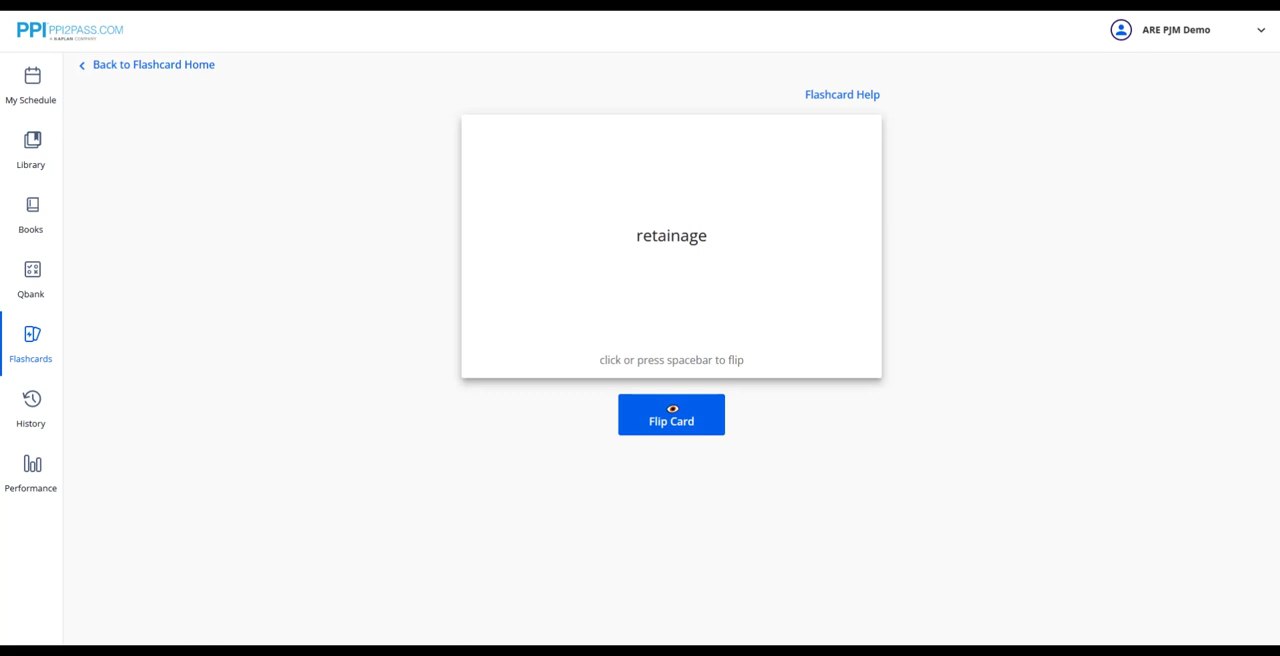 PPI PPI2PASS.COM
A KAPLAN COMPANY
ARE PJM Demo
Back to Flashcard Home
Flashcard Help
My Schedule
Library
Books
Qbank
Flashcards
History
Performance
retainage
click or press spacebar to flip
Flip Card